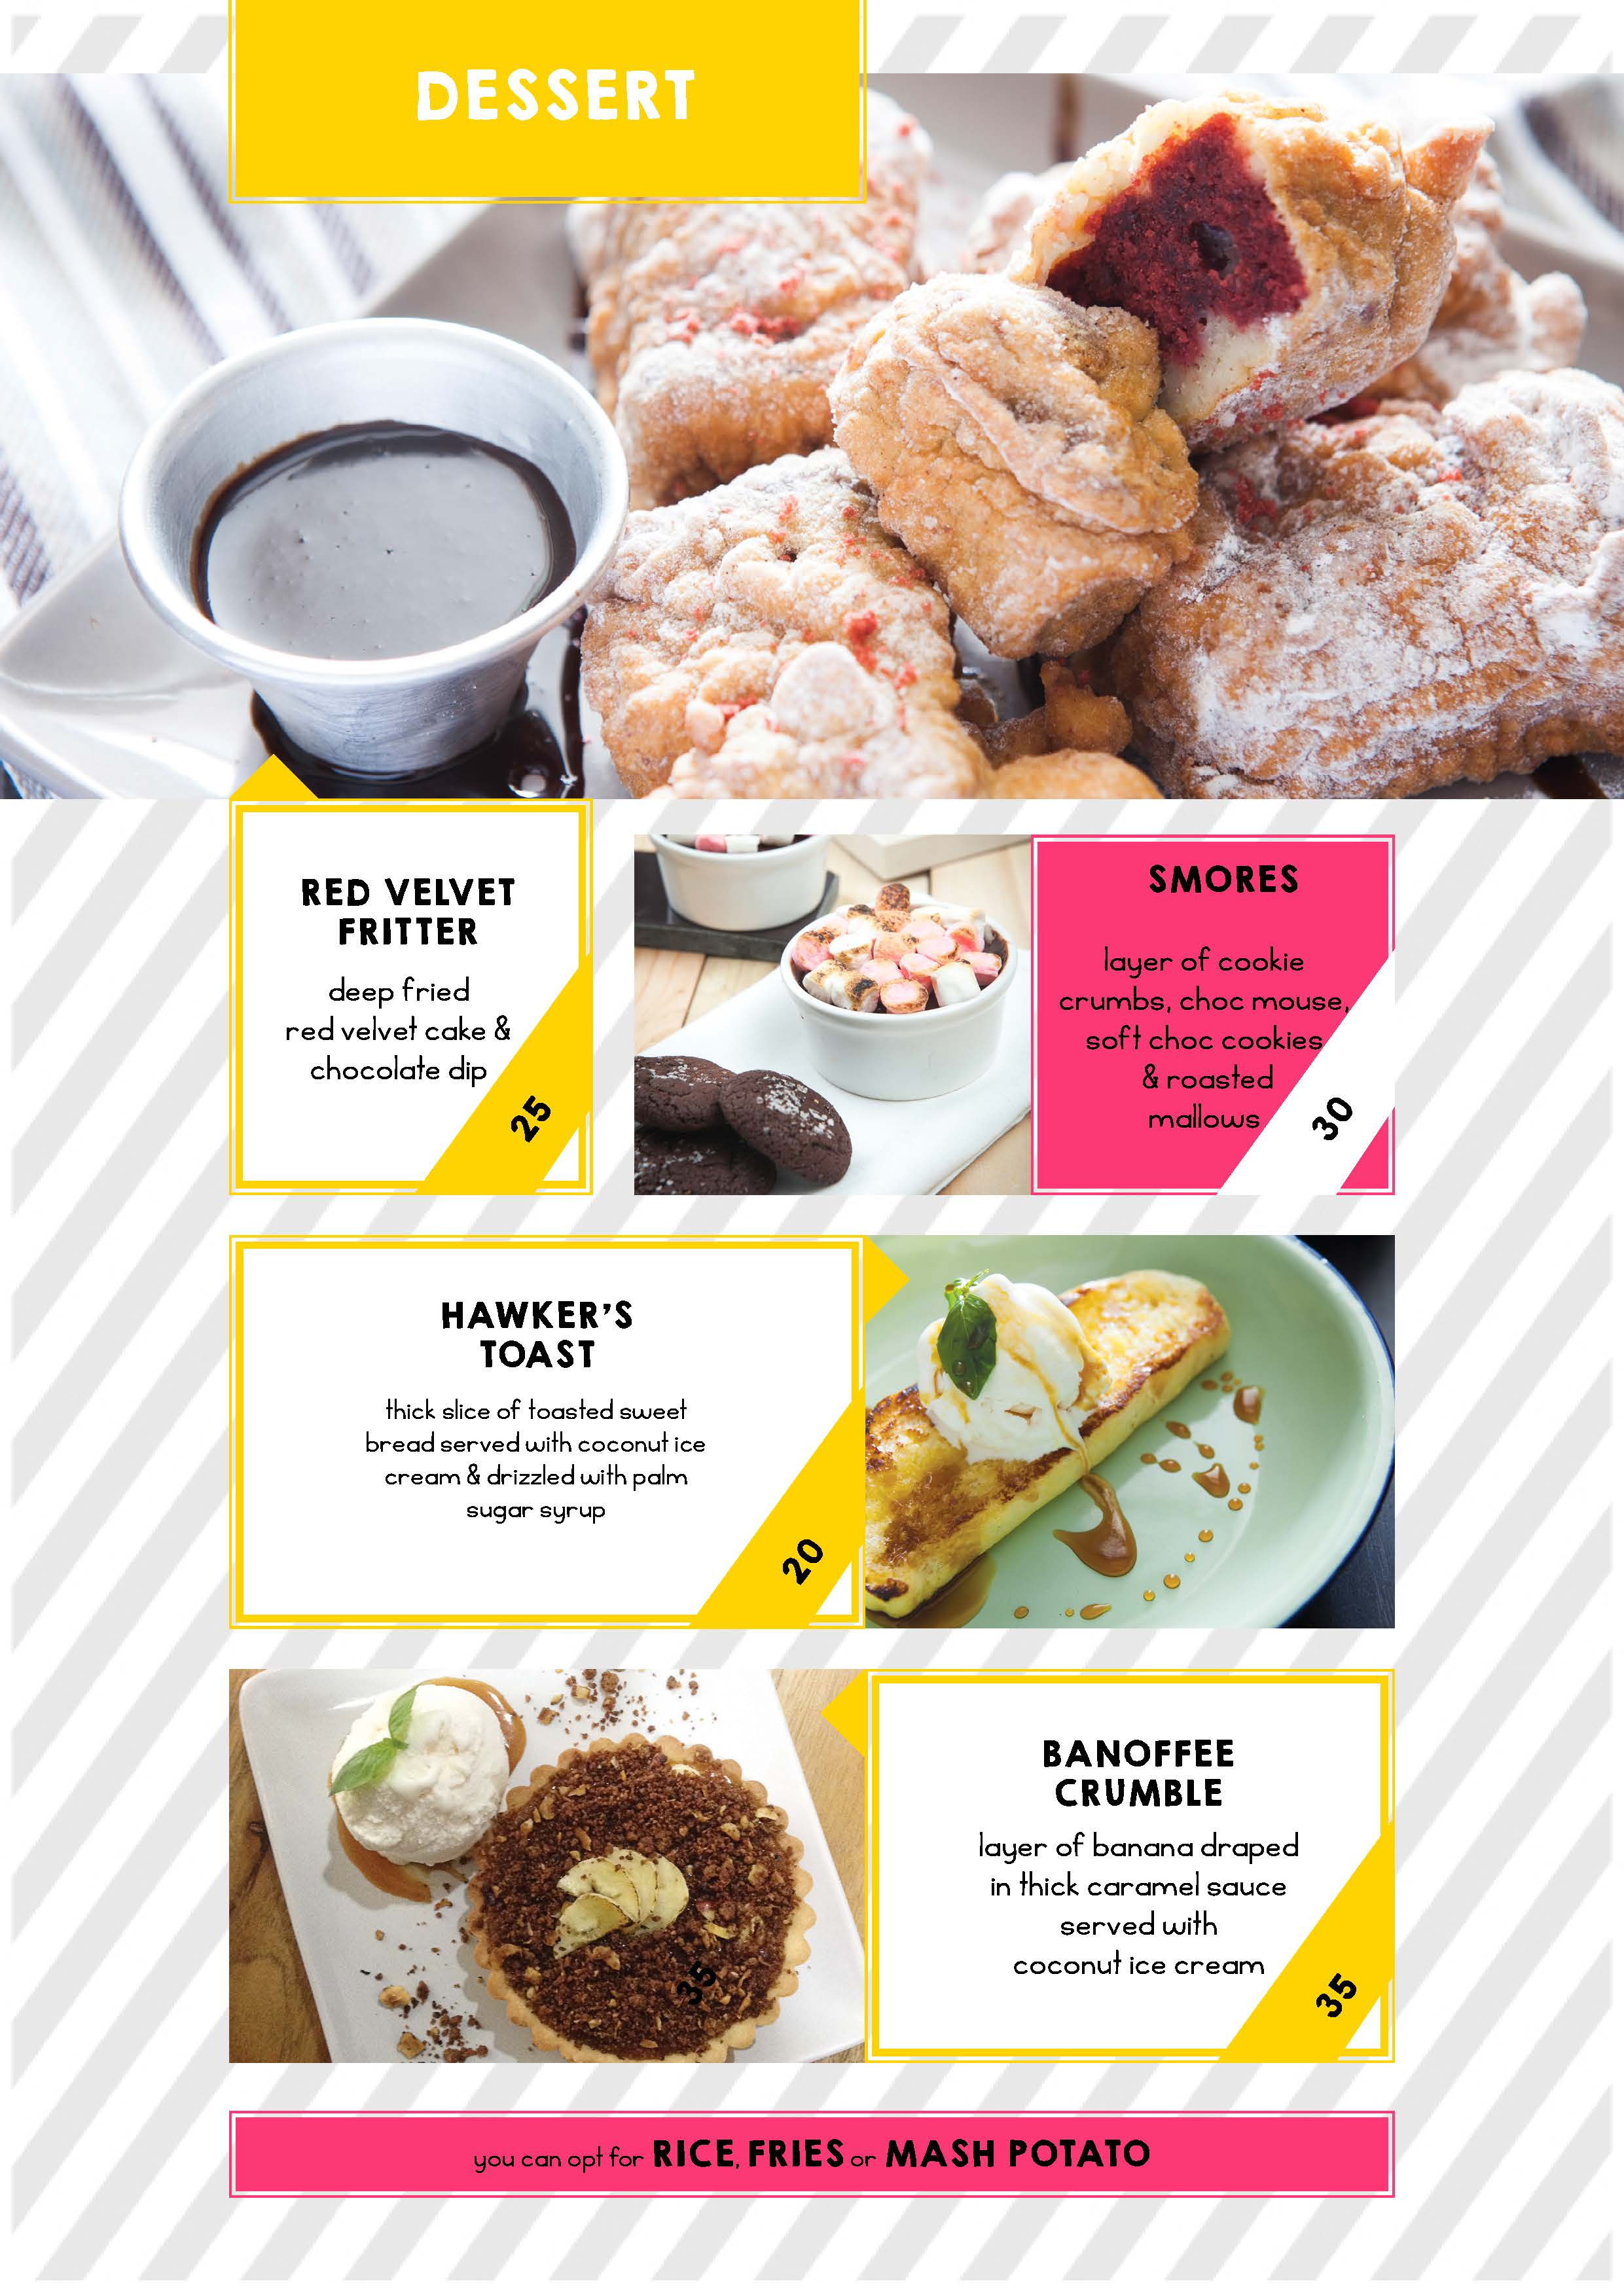 DESSERT
RED VELVET
FRITTER
deep fried
red velvet cake &
chocolate dip
25
SMORES
layer of cookie
crumbs, choc mouse,
soft choc cookies
& roasted
mallows
30
HAWKER'S
TOAST
thick slice of toasted sweet
bread served with coconut ice
cream & drizzled with palm
sugar syrup
20
35
BANOFFEE
CRUMBLE
layer of banana draped
in thick caramel sauce
served with
coconut ice cream
35
you can opt for RICE, FRIES or MASH POTATO